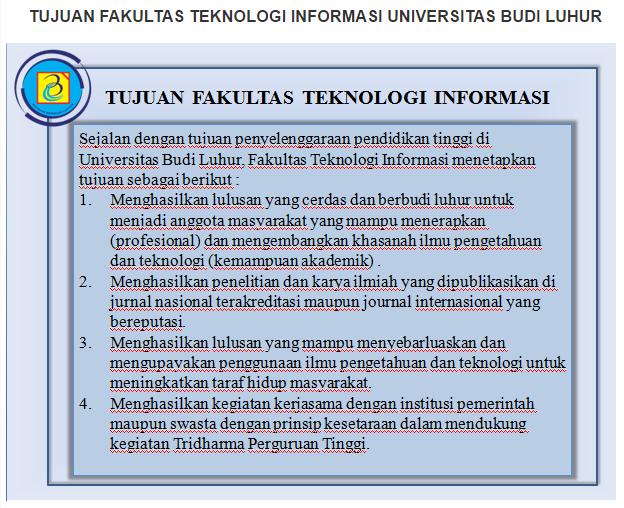 TUJUAN FAKULTAS TEKNOLOGI INFORMASI UNIVERSITAS BUDI LUHUR
TUJUAN FAKULTAS TEKNOLOGI INFORMASI
Sejalan dengan tujuan penyelenggaraan pendidikan tinggi di
Universitas Budi Luhur. Fakultas Teknologi Informasi menetapkan
tujuan sebagai berikut :
1. Menghasilkan lulusan yang cerdas dan berbudi luhur untuk
menjadi anggota masyarakat yang mampu menerapkan
(profesional) dan mengembangkan khasanah ilmu pengetahuan
dan teknologi (kemampuan akademik) .
2. Menghasilkan penelitian dan karya ilmiah yang dipublikasikan di
jurnal nasional terakreditasi maupun journal internasional yang
bereputasi.
3. Menghasilkan lulusan yang mampu menyebarluaskan dan
mengupayakan penggunaan ilmu pengetahuan dan teknologi untuk
meningkatkan taraf hidup masyarakat.
4. Menghasilkan kegiatan kerjasama dengan institusi pemerintah
maupun swasta dengan prinsip kesetaraan dalam mendukung
kegiatan Tridharma Perguruan Tinggi.